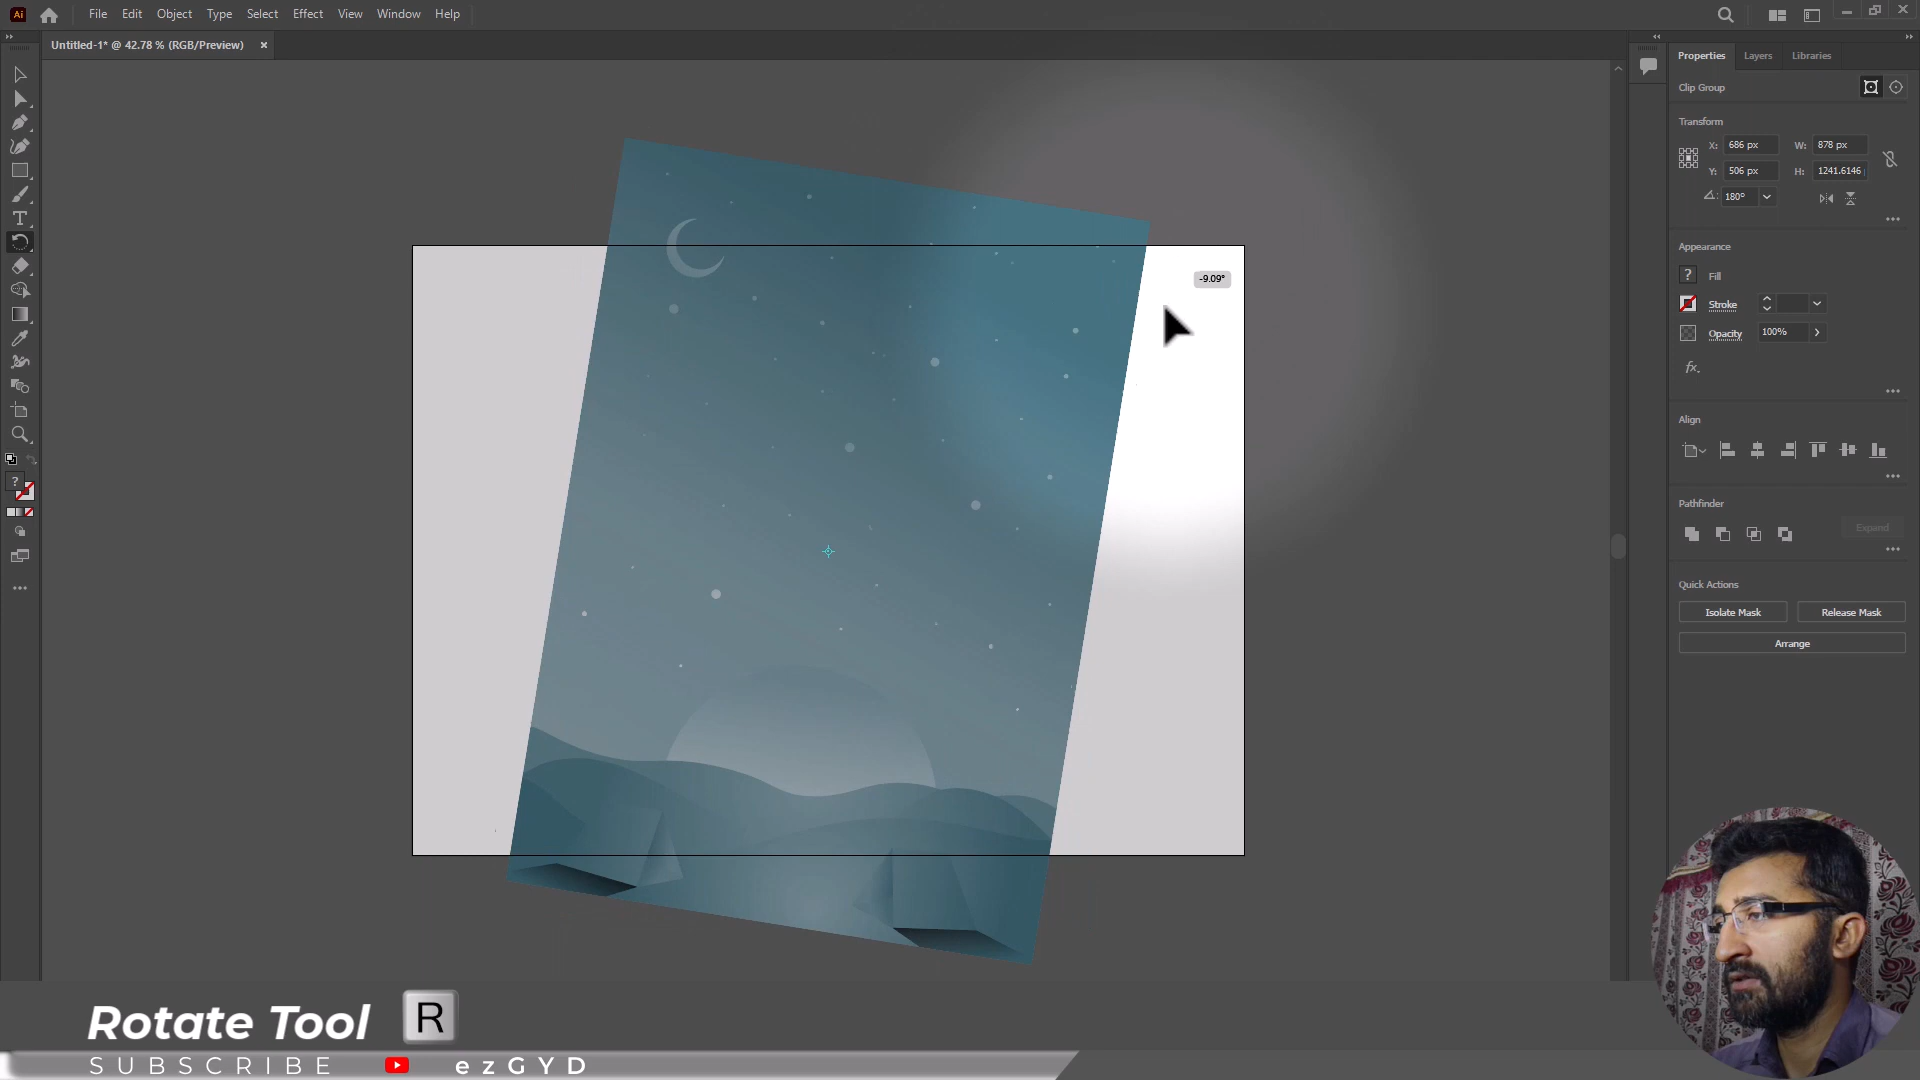 Ai File Edit Object Type Select Effect View Window Help
Untitled-1* @ 42.78 % (RGB/Preview) ×
Properties Layers Libraries
Clip Group
Transform
X: 686 px W: 878 px
Y: 506 px H: 1241.6146
180°
Appearance
? Fill
Stroke
Opacity 100%
fx.
Align
Pathfinder
Expand
Quick Actions
Isolate Mask Release Mask
Arrange
-9.09°
?
Rotate Tool R
SUBSCRIBE ezGYD